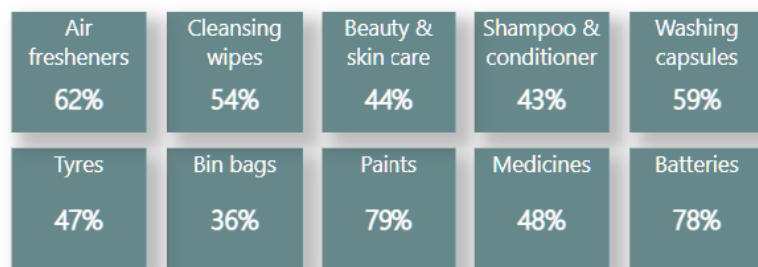 Air
fresheners
62%
Cleansing
wipes
54%
Beauty &
skin care
44%
Shampoo &
conditioner
43%
Washing
capsules
59%
Tyres
47%
Bin bags
36%
Paints
79%
Medicines
48%
Batteries
78%